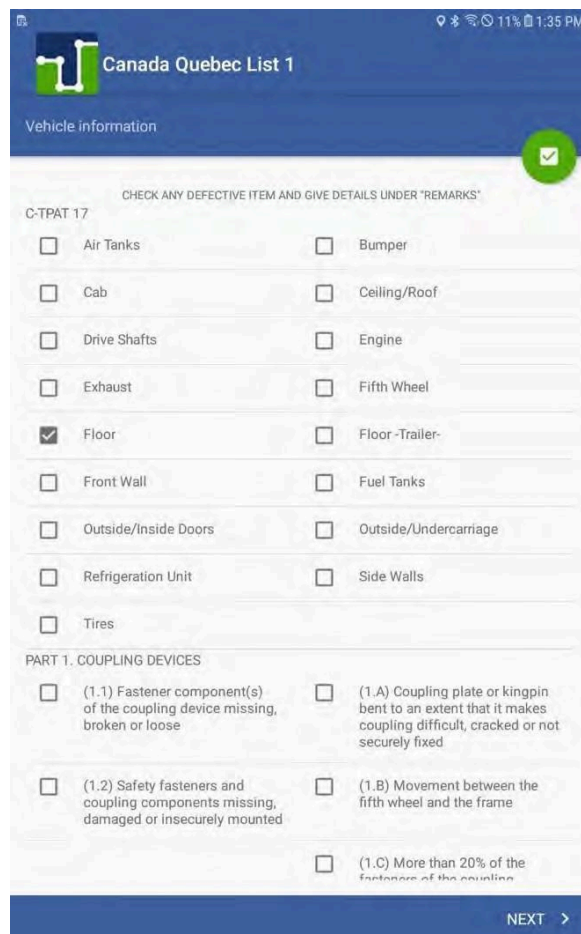 11% 1:35 PM
Canada Quebec List 1
Vehicle information
CHECK ANY DEFECTIVE ITEM AND GIVE DETAILS UNDER "REMARKS"
C-TPAT 17
Air Tanks
Bumper
Cab
Ceiling/Roof
Drive Shafts
Engine
Exhaust
Fifth Wheel
Floor
Floor -Trailer-
Front Wall
Fuel Tanks
Outside/Inside Doors
Outside/Undercarriage
Refrigeration Unit
Side Walls
Tires
PART 1. COUPLING DEVICES
(1.1) Fastener component(s)
of the coupling device missing,
broken or loose
(1.A) Coupling plate or kingpin
bent to an extent that it makes
coupling difficult, cracked or not
securely fixed
(1.2) Safety fasteners and
coupling components missing,
damaged or insecurely mounted
(1.B) Movement between the
fifth wheel and the frame
(1.C) More than 20% of the
fasteners of the coupling
NEXT >